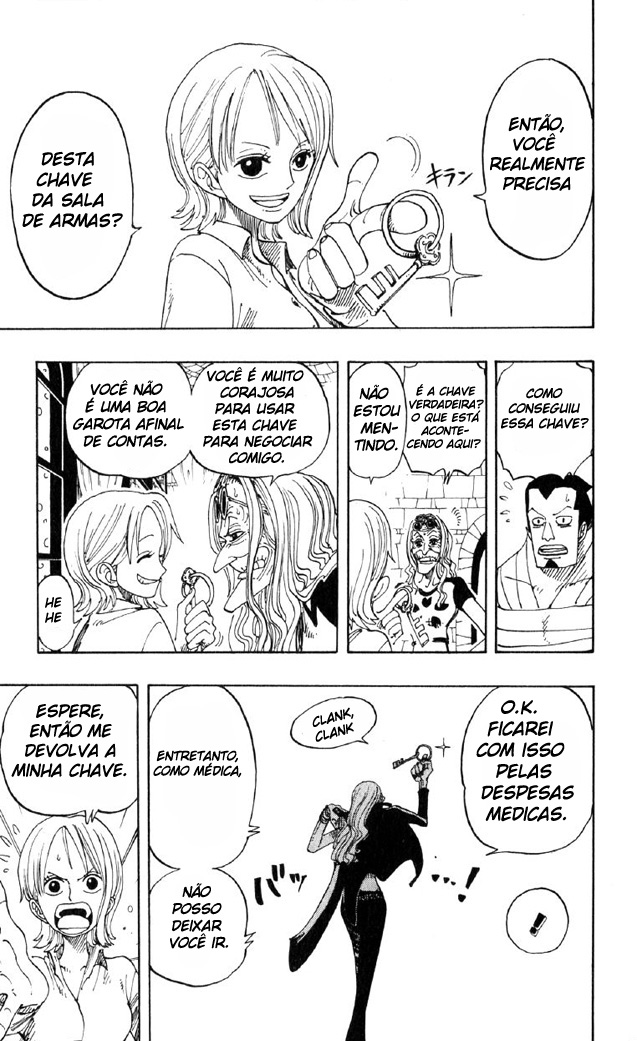 ENTÃO,
VOCÊ
REALMENTE
PRECISA
DESTA
CHAVE
DA SALA
DE ARMAS?
キラン
COMO
CONSEGUIU
ESSA CHAVE?
É A CHAVE
VERDADEIRA?
O QUE ESTÁ
ACONTE-
CENDO AQUI?
NÃO
ESTOU
MEN-
TINDO.
VOCÊ É MUITO
CORAJOSA
PARA USAR
ESTA CHAVE
PARA NEGOCIAR
COMIGO.
VOCÊ NÃO
É UMA BOA
GAROTA AFINAL
DE CONTAS.
HE
HE
O.K.
FICAREI
COM ISSO
PELAS
DESPESAS
MEDICAS.
!
CLANK,
CLANK
バッ
...!
ENTRETANTO,
COMO MÉDICA,
NÃO
POSSO
DEIXAR
VOCÊ IR.
ESPERE,
ENTÃO ME
DEVOLVA A
MINHA CHAVE.